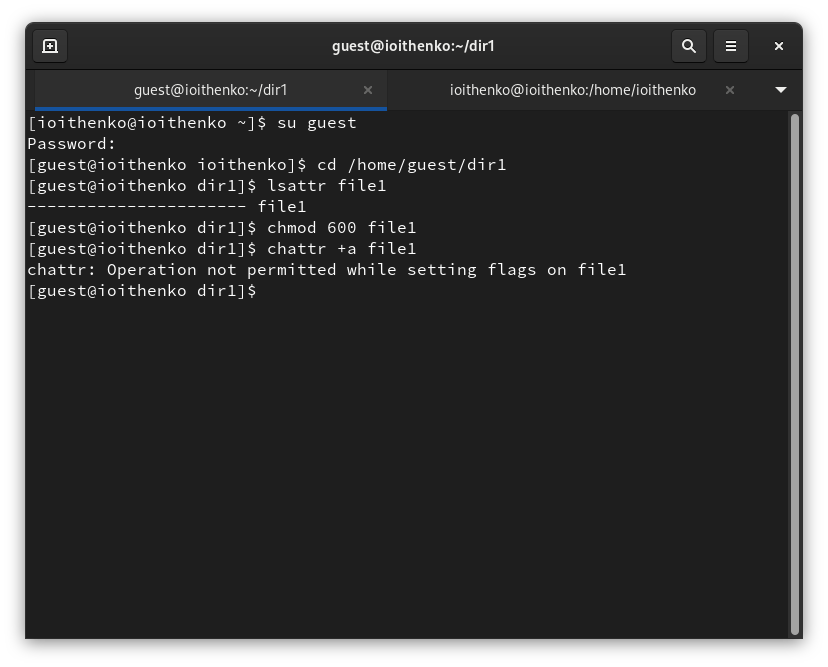 guest@ioithenko:~/dir1
guest@ioithenko:~/dir1
ioithenko@ioithenko:/home/ioithenko
[ioithenko@ioithenko ~]$ su guest
Password:
[guest@ioithenko ioithenko]$ cd /home/guest/dir1
[guest@ioithenko dir1]$ lsattr file1
---------------------- file1
[guest@ioithenko dir1]$ chmod 600 file1
[guest@ioithenko dir1]$ chattr +a file1
chattr: Operation not permitted while setting flags on file1
[guest@ioithenko dir1]$